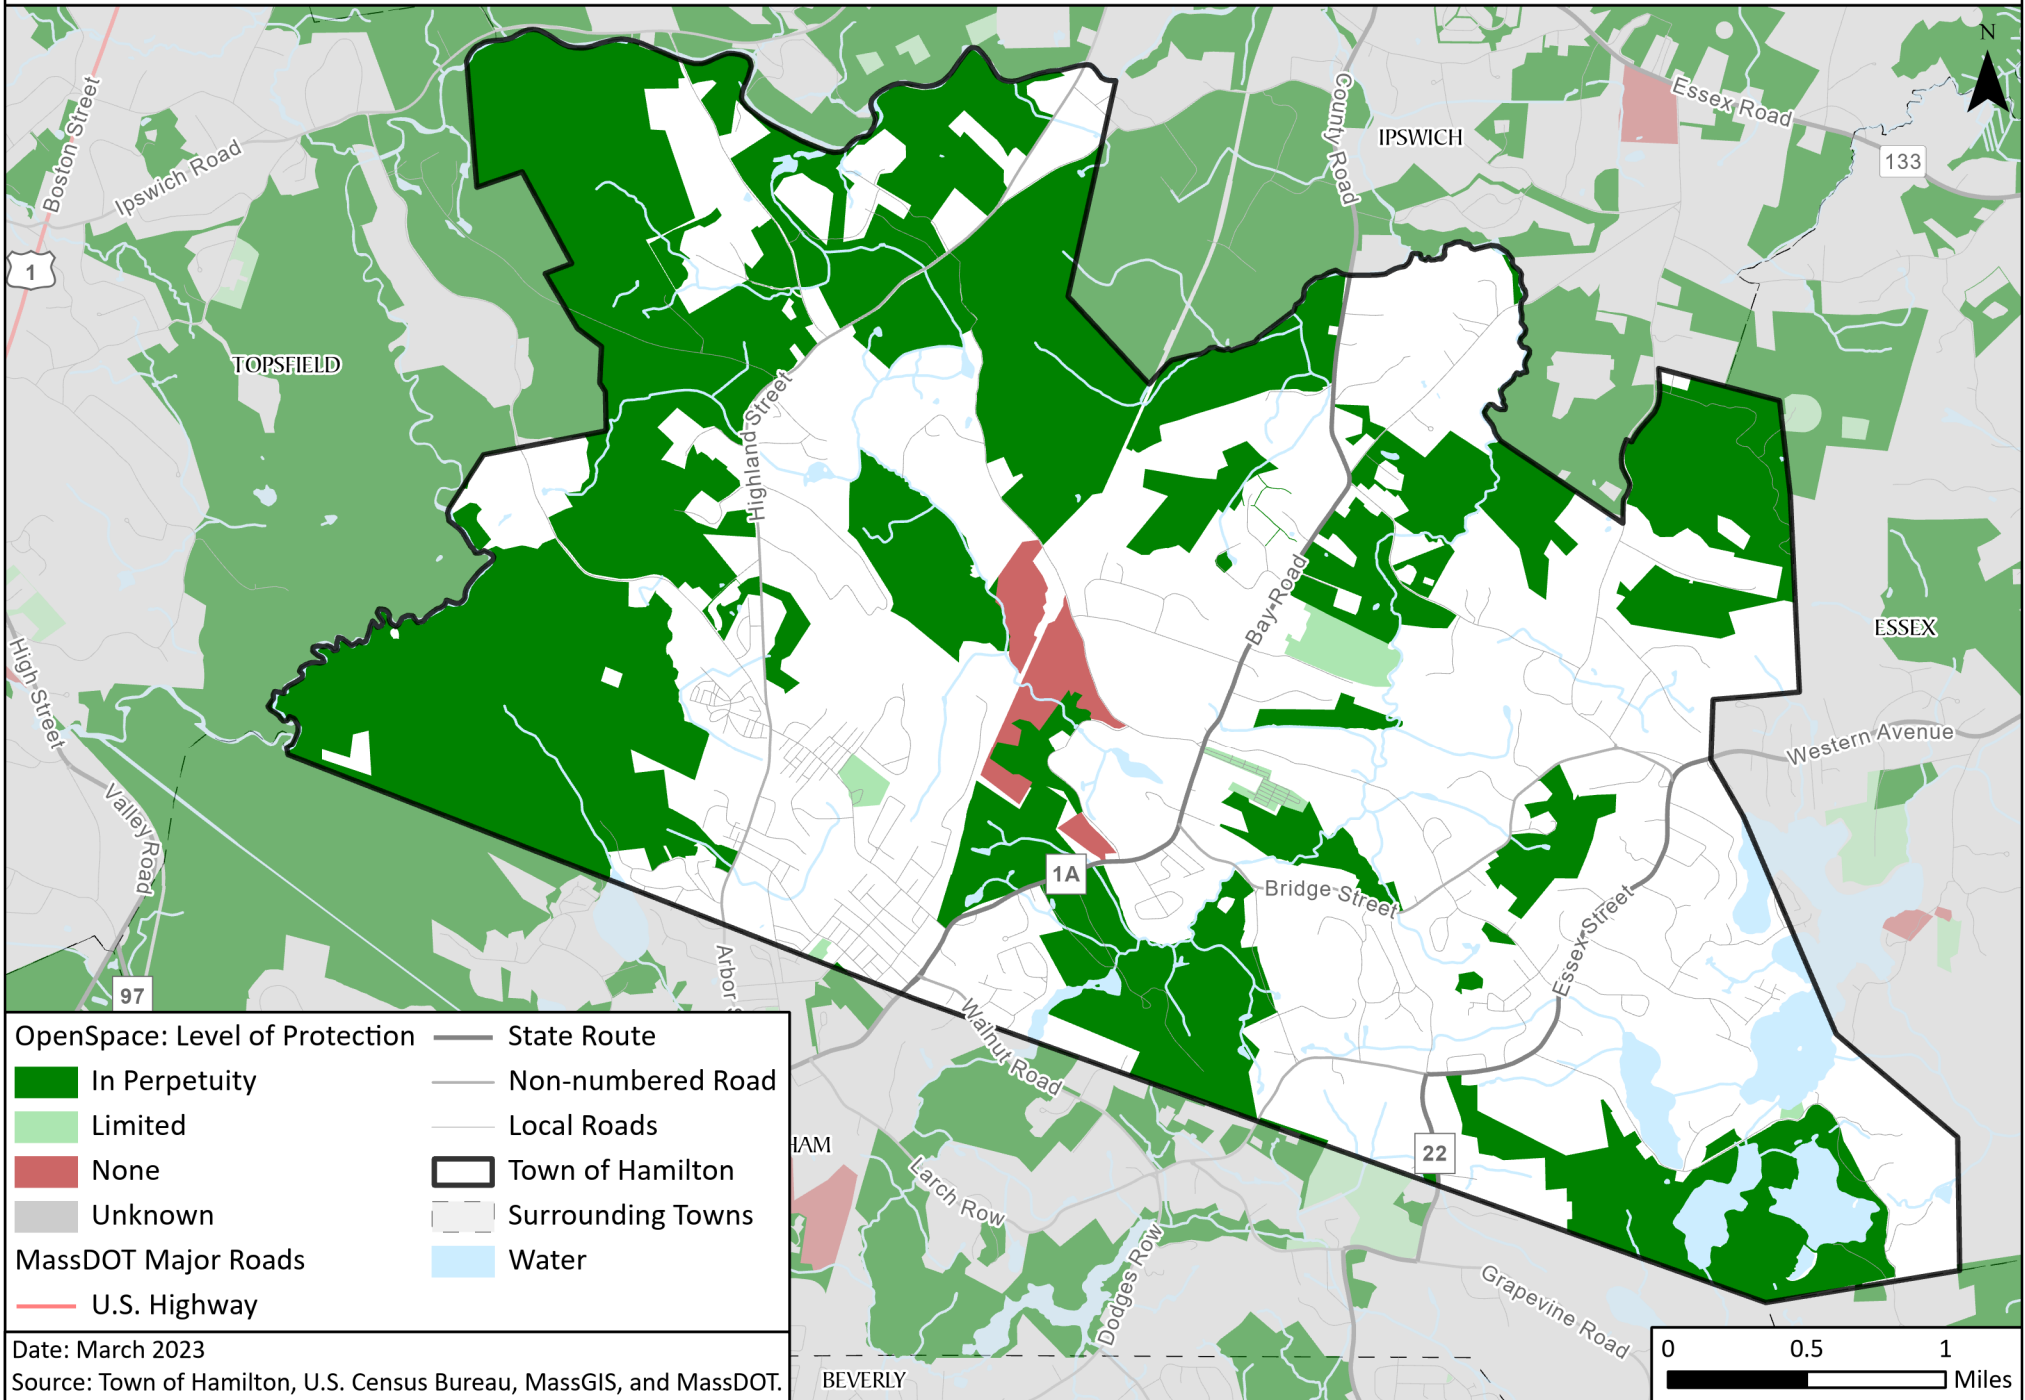 N
Boston Street
Ipswich Road
County Road
IPSWICH
Essex Road
133
1
TOPSFIELD
Highland Street
Bay Road
ESSEX
High Street
Western Avenue
Valley Road
1A
Bridge Street
Essex Street
97
Arbor S
Walnut Road
22
HAM
Larch Row
Dodges Row
Grapevine Road
BEVERLY
OpenSpace: Level of Protection
In Perpetuity
Limited
None
Unknown
MassDOT Major Roads
U.S. Highway
State Route
Non-numbered Road
Local Roads
Town of Hamilton
Surrounding Towns
Water
Date: March 2023
Source: Town of Hamilton, U.S. Census Bureau, MassGIS, and MassDOT.
0 0.5 1
Miles